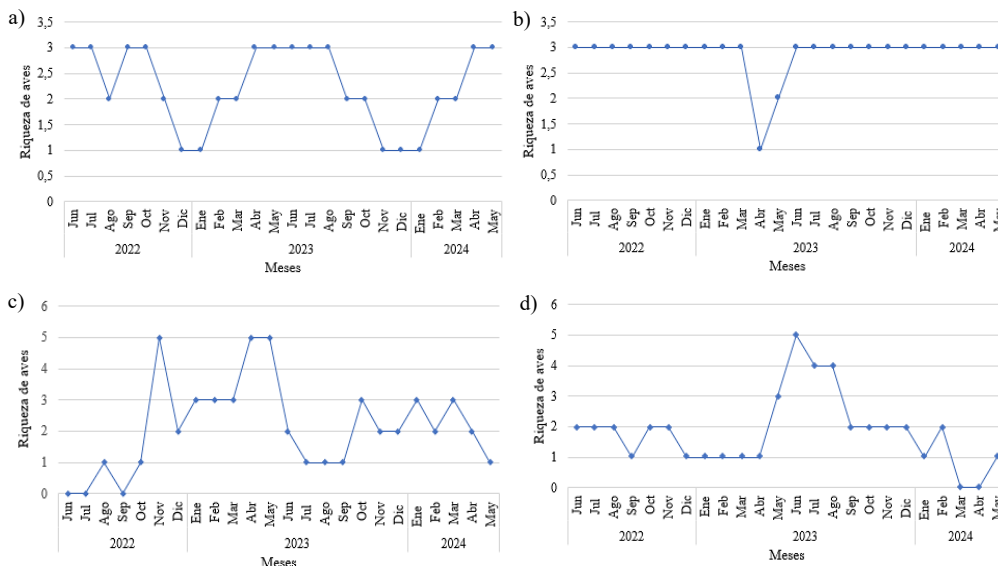 a)
3,5
3
2,5
2
1,5
1
0,5
0
Riqueza de aves
Jun Jul Ago Sep Oct Nov Dic Ene Feb Mar Abr May Jun Jul Ago Sep Oct Nov Dic Ene Feb Mar Abr May
2022 2023 2024
Meses
b)
3,5
3
2,5
2
1,5
1
0,5
0
Riqueza de aves
Jun Jul Ago Sep Oct Nov Dic Ene Feb Mar Abr May Jun Jul Ago Sep Oct Nov Dic Ene Feb Mar Abr May
2022 2023 2024
Meses
c)
6
5
4
3
2
1
0
Riqueza de aves
Jun Jul Ago Sep Oct Nov Dic Ene Feb Mar Abr May Jun Jul Ago Sep Oct Nov Dic Ene Feb Mar Abr May
2022 2023 2024
Meses
d)
6
5
4
3
2
1
0
Riqueza de aves
Jun Jul Ago Sep Oct Nov Dic Ene Feb Mar Abr May Jun Jul Ago Sep Oct Nov Dic Ene Feb Mar Abr May
2022 2023 2024
Meses